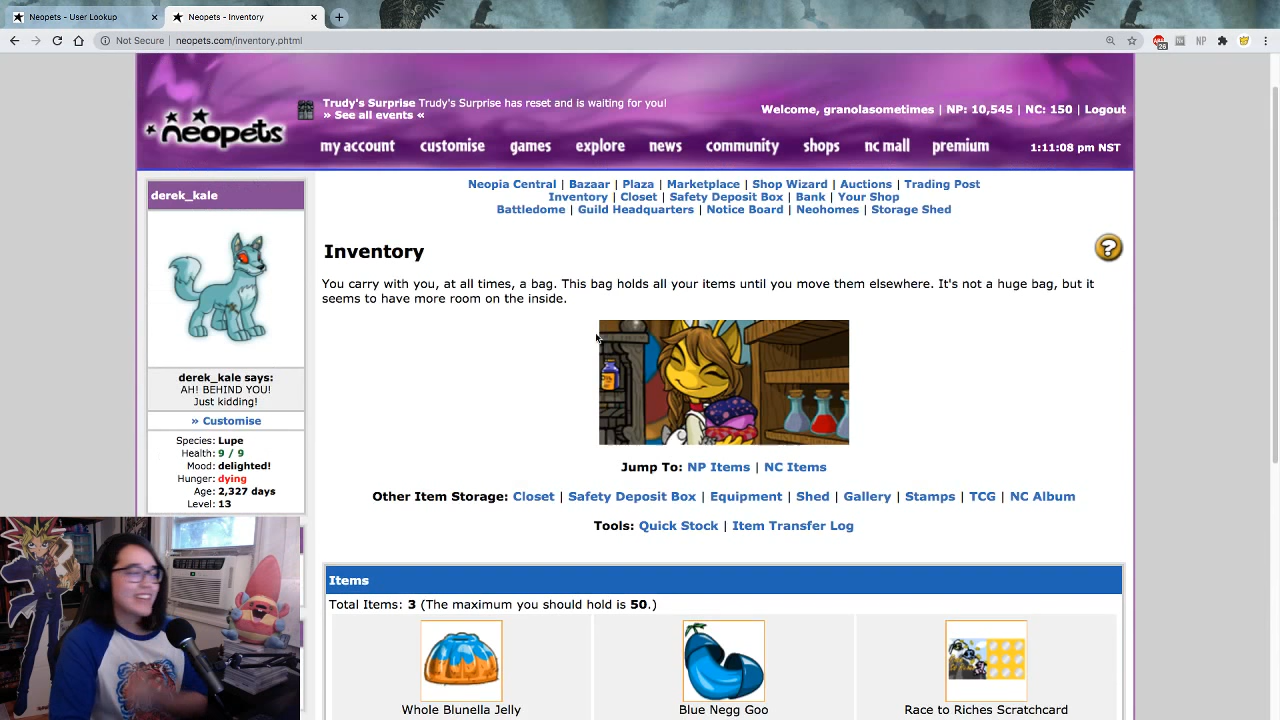 Neopets - User Lookup
Neopets - Inventory
Not Secure | neopets.com/inventory.phtml
NP
neopets
Trudy's Surprise Trudy's Surprise has reset and is waiting for you!
» See all events «
Welcome, granolasometimes | NP: 10,545 | NC: 150 | Logout
my account customise games explore news community shops nc mall premium
1:11:08 pm NST
derek_kale
derek_kale says:
AH! BEHIND YOU!
Just kidding!
» Customise
Species: Lupe
Health: 9 / 9
Mood: delighted!
Hunger: dying
Age: 2,327 days
Level: 13
Neopia Central | Bazaar | Plaza | Marketplace | Shop Wizard | Auctions | Trading Post
Inventory | Closet | Safety Deposit Box | Bank | Your Shop
Battledome | Guild Headquarters | Notice Board | Neohomes | Storage Shed
Inventory
You carry with you, at all times, a bag. This bag holds all your items until you move them elsewhere. It's not a huge bag, but it
seems to have more room on the inside.
Jump To: NP Items | NC Items
Other Item Storage: Closet | Safety Deposit Box | Equipment | Shed | Gallery | Stamps | TCG | NC Album
Tools: Quick Stock | Item Transfer Log
Items
Total Items: 3 (The maximum you should hold is 50.)
Whole Blunella Jelly
Blue Negg Goo
Race to Riches Scratchcard